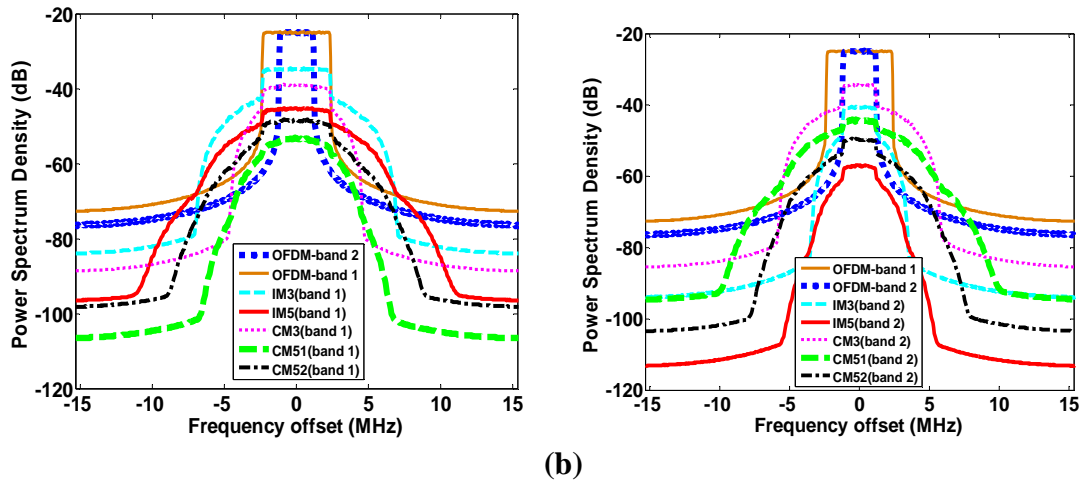 -20
-40
-60
-80
-100
-120
-15 -10 -5 0 5 10 15
Power Spectrum Density (dB)
Frequency offset (MHz)
OFDM-band 2
OFDM-band 1
IM3(band 1)
IM5(band 1)
CM3(band 1)
CM51(band 1)
CM52(band 1)
-20
-40
-60
-80
-100
-120
-15 -10 -5 0 5 10 15
Power Spectrum Density (dB)
Frequency offset (MHz)
OFDM-band 1
OFDM-band 2
IM3(band 2)
IM5(band 2)
CM3(band 2)
CM51(band 2)
CM52(band 2)
(b)